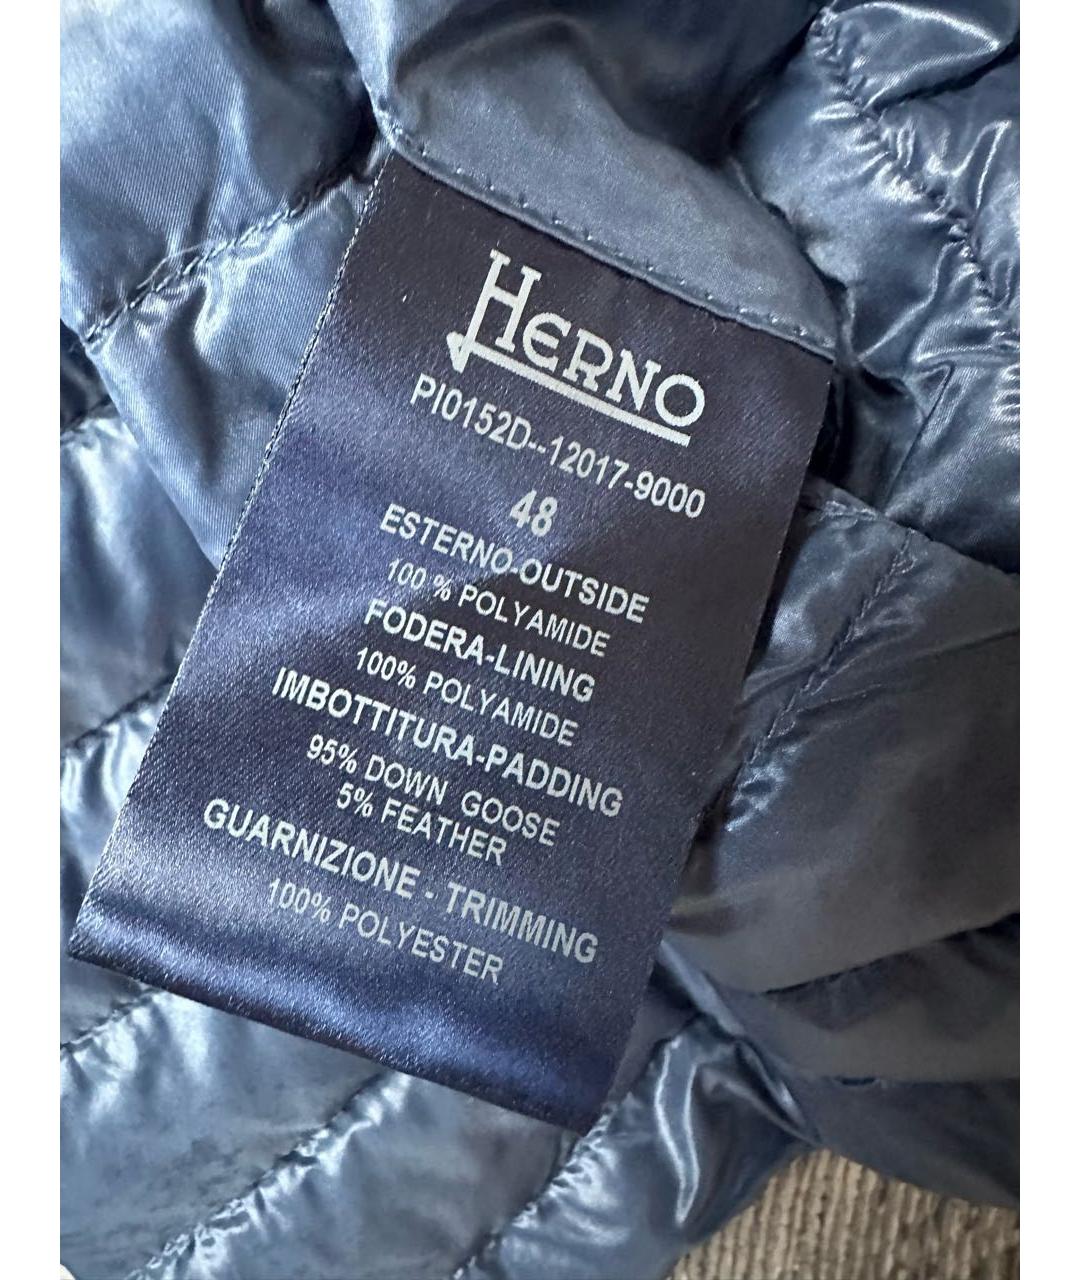 HERNO
PI0152D--12017-9000
48
ESTERNO-OUTSIDE
100 % POLYAMIDE
FODERA-LINING
100% POLYAMIDE
IMBOTTITURA-PADDING
95% DOWN GOOSE
5% FEATHER
GUARNIZIONE - TRIMMING
100% POLYESTER